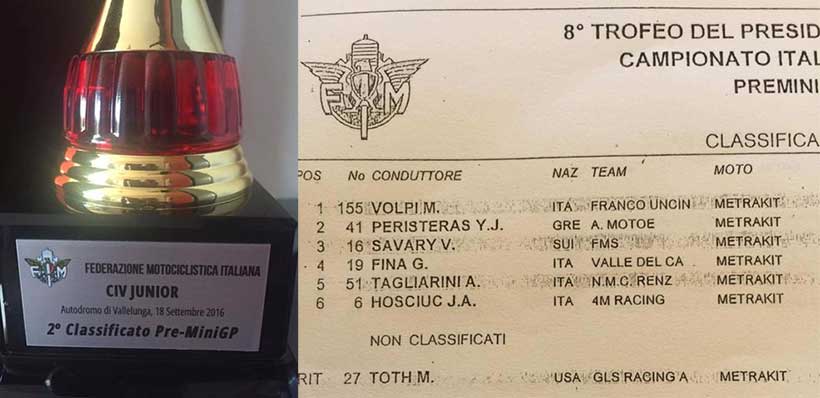 FEDERAZIONE MOTOCICLISTICA ITALIANA
CIV JUNIOR
Autodromo di Vallelunga, 18 Settembre 2016
2º Classificato Pre-MiniGP
8° TROFEO DEL PRESID
CAMPIONATO ITAL
PREMINI
CLASSIFICA
POS No CONDUTTORE NAZ TEAM MOTO
1 155 VOLPI M. ITA FRANCO UNCIN METRAKIT
2 41 PERISTERAS Y.J. GRE A. MOTOE METRAKIT
3 16 SAVARY V. SUI FMS METRAKIT
4 19 FINA G. ITA VALLE DEL CA METRAKIT
5 51 TAGLIARINI A. ITA N.M.C. RENZ METRAKIT
6 6 HOSCIUC J.A. ITA 4M RACING METRAKIT
NON CLASSIFICATI
RIT 27 TOTH M. USA GLS RACING A METRAKIT